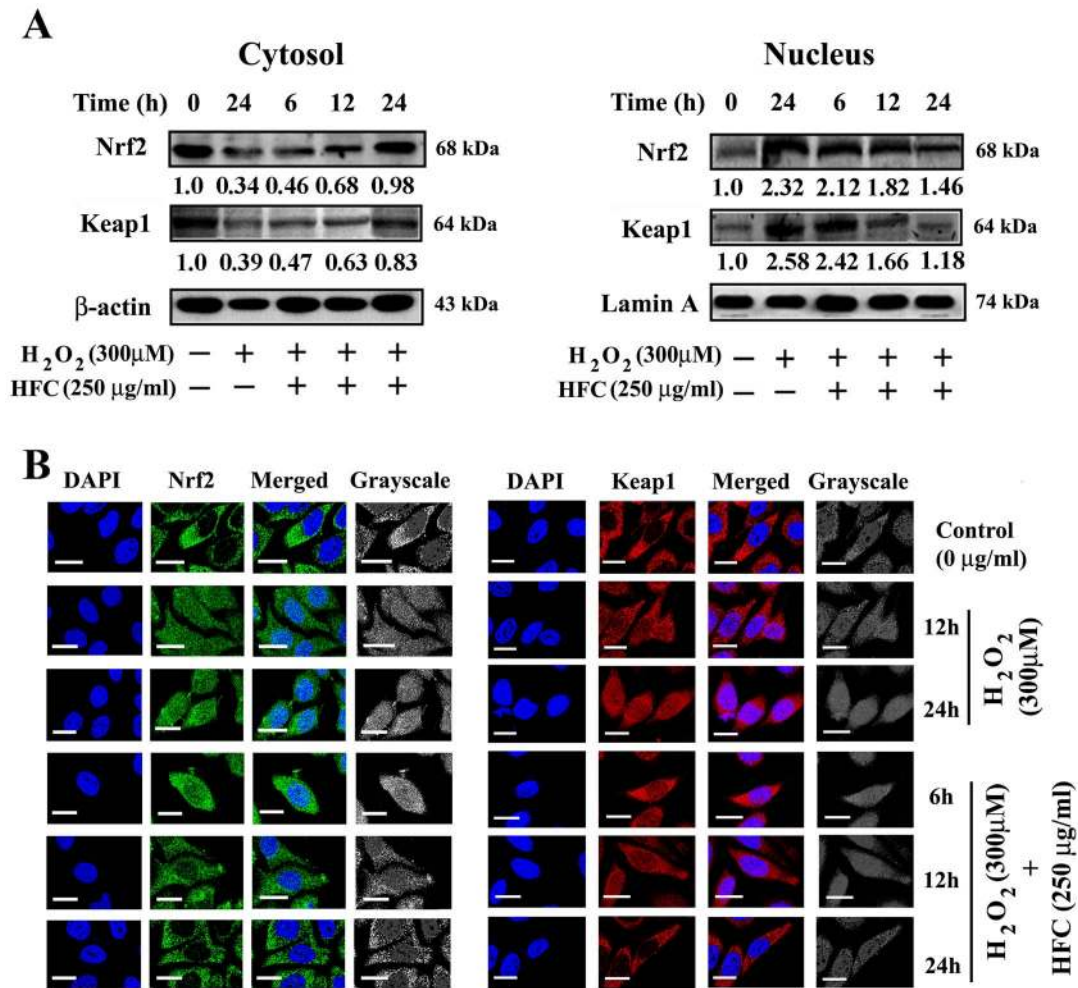 A
Cytosol
Time (h) 0 24 6 12 24
Nrf2 68 kDa
1.0 0.34 0.46 0.68 0.98
Keap1 64 kDa
1.0 0.39 0.47 0.63 0.83
β-actin 43 kDa
H2O2 (300μM) — + + + +
HFC (250 μg/ml) — — + + +
Nucleus
Time (h) 0 24 6 12 24
Nrf2 68 kDa
1.0 2.32 2.12 1.82 1.46
Keap1 64 kDa
1.0 2.58 2.42 1.66 1.18
Lamin A 74 kDa
H2O2 (300μM) — + + + +
HFC (250 μg/ml) — — + + +
B
DAPI Nrf2 Merged Grayscale DAPI Keap1 Merged Grayscale
Control
(0 μg/ml)
12h
24h
H2O2
(300μM)
6h
12h
24h
H2O2 (300μM)
+
HFC (250 μg/ml)